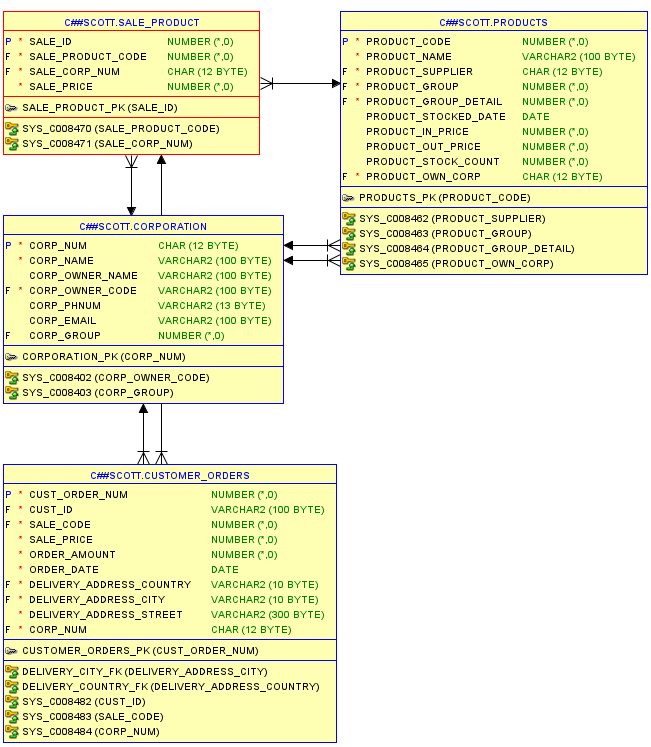 C##SCOTT.SALE_PRODUCT
P * SALE_ID NUMBER (*,0)
F * SALE_PRODUCT_CODE NUMBER (*,0)
F * SALE_CORP_NUM CHAR (12 BYTE)
* SALE_PRICE NUMBER (*,0)
SALE_PRODUCT_PK (SALE_ID)
SYS_C008470 (SALE_PRODUCT_CODE)
SYS_C008471 (SALE_CORP_NUM)
C##SCOTT.PRODUCTS
P * PRODUCT_CODE NUMBER (*,0)
* PRODUCT_NAME VARCHAR2 (100 BYTE)
F * PRODUCT_SUPPLIER CHAR (12 BYTE)
F * PRODUCT_GROUP NUMBER (*,0)
F * PRODUCT_GROUP_DETAIL NUMBER (*,0)
PRODUCT_STOCKED_DATE DATE
PRODUCT_IN_PRICE NUMBER (*,0)
PRODUCT_OUT_PRICE NUMBER (*,0)
PRODUCT_STOCK_COUNT NUMBER (*,0)
F * PRODUCT_OWN_CORP CHAR (12 BYTE)
PRODUCTS_PK (PRODUCT_CODE)
SYS_C008462 (PRODUCT_SUPPLIER)
SYS_C008463 (PRODUCT_GROUP)
SYS_C008464 (PRODUCT_GROUP_DETAIL)
SYS_C008465 (PRODUCT_OWN_CORP)
C##SCOTT.CORPORATION
P * CORP_NUM CHAR (12 BYTE)
* CORP_NAME VARCHAR2 (100 BYTE)
CORP_OWNER_NAME VARCHAR2 (100 BYTE)
F * CORP_OWNER_CODE VARCHAR2 (100 BYTE)
CORP_PHNUM VARCHAR2 (13 BYTE)
CORP_EMAIL VARCHAR2 (100 BYTE)
F CORP_GROUP NUMBER (*,0)
CORPORATION_PK (CORP_NUM)
SYS_C008402 (CORP_OWNER_CODE)
SYS_C008403 (CORP_GROUP)
C##SCOTT.CUSTOMER_ORDERS
P * CUST_ORDER_NUM NUMBER (*,0)
F * CUST_ID VARCHAR2 (100 BYTE)
F * SALE_CODE NUMBER (*,0)
* SALE_PRICE NUMBER (*,0)
* ORDER_AMOUNT NUMBER (*,0)
* ORDER_DATE DATE
F * DELIVERY_ADDRESS_COUNTRY VARCHAR2 (10 BYTE)
F * DELIVERY_ADDRESS_CITY VARCHAR2 (10 BYTE)
* DELIVERY_ADDRESS_STREET VARCHAR2 (300 BYTE)
F * CORP_NUM CHAR (12 BYTE)
CUSTOMER_ORDERS_PK (CUST_ORDER_NUM)
DELIVERY_CITY_FK (DELIVERY_ADDRESS_CITY)
DELIVERY_COUNTRY_FK (DELIVERY_ADDRESS_COUNTRY)
SYS_C008482 (CUST_ID)
SYS_C008483 (SALE_CODE)
SYS_C008484 (CORP_NUM)